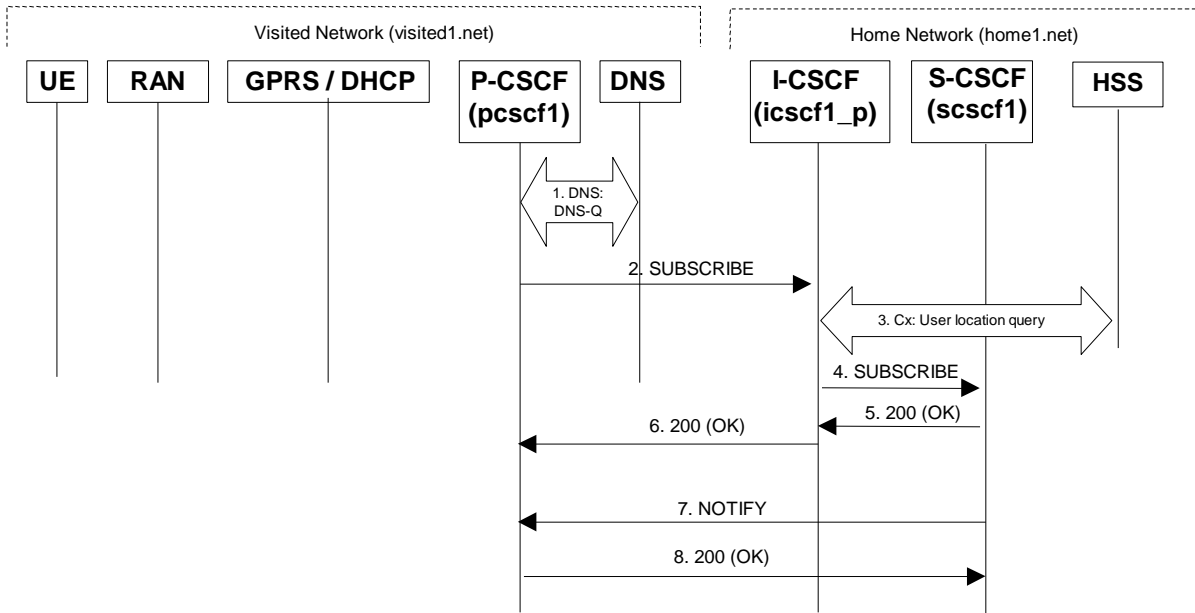 Visited Network (visited1.net)
Home Network (home1.net)
UE
RAN
GPRS / DHCP
P-CSCF
(pcscf1)
DNS
I-CSCF
(icscf1_p)
S-CSCF
(scscf1)
HSS
1. DNS:
DNS-Q
2. SUBSCRIBE
3. Cx: User location query
4. SUBSCRIBE
5. 200 (OK)
6. 200 (OK)
7. NOTIFY
8. 200 (OK)